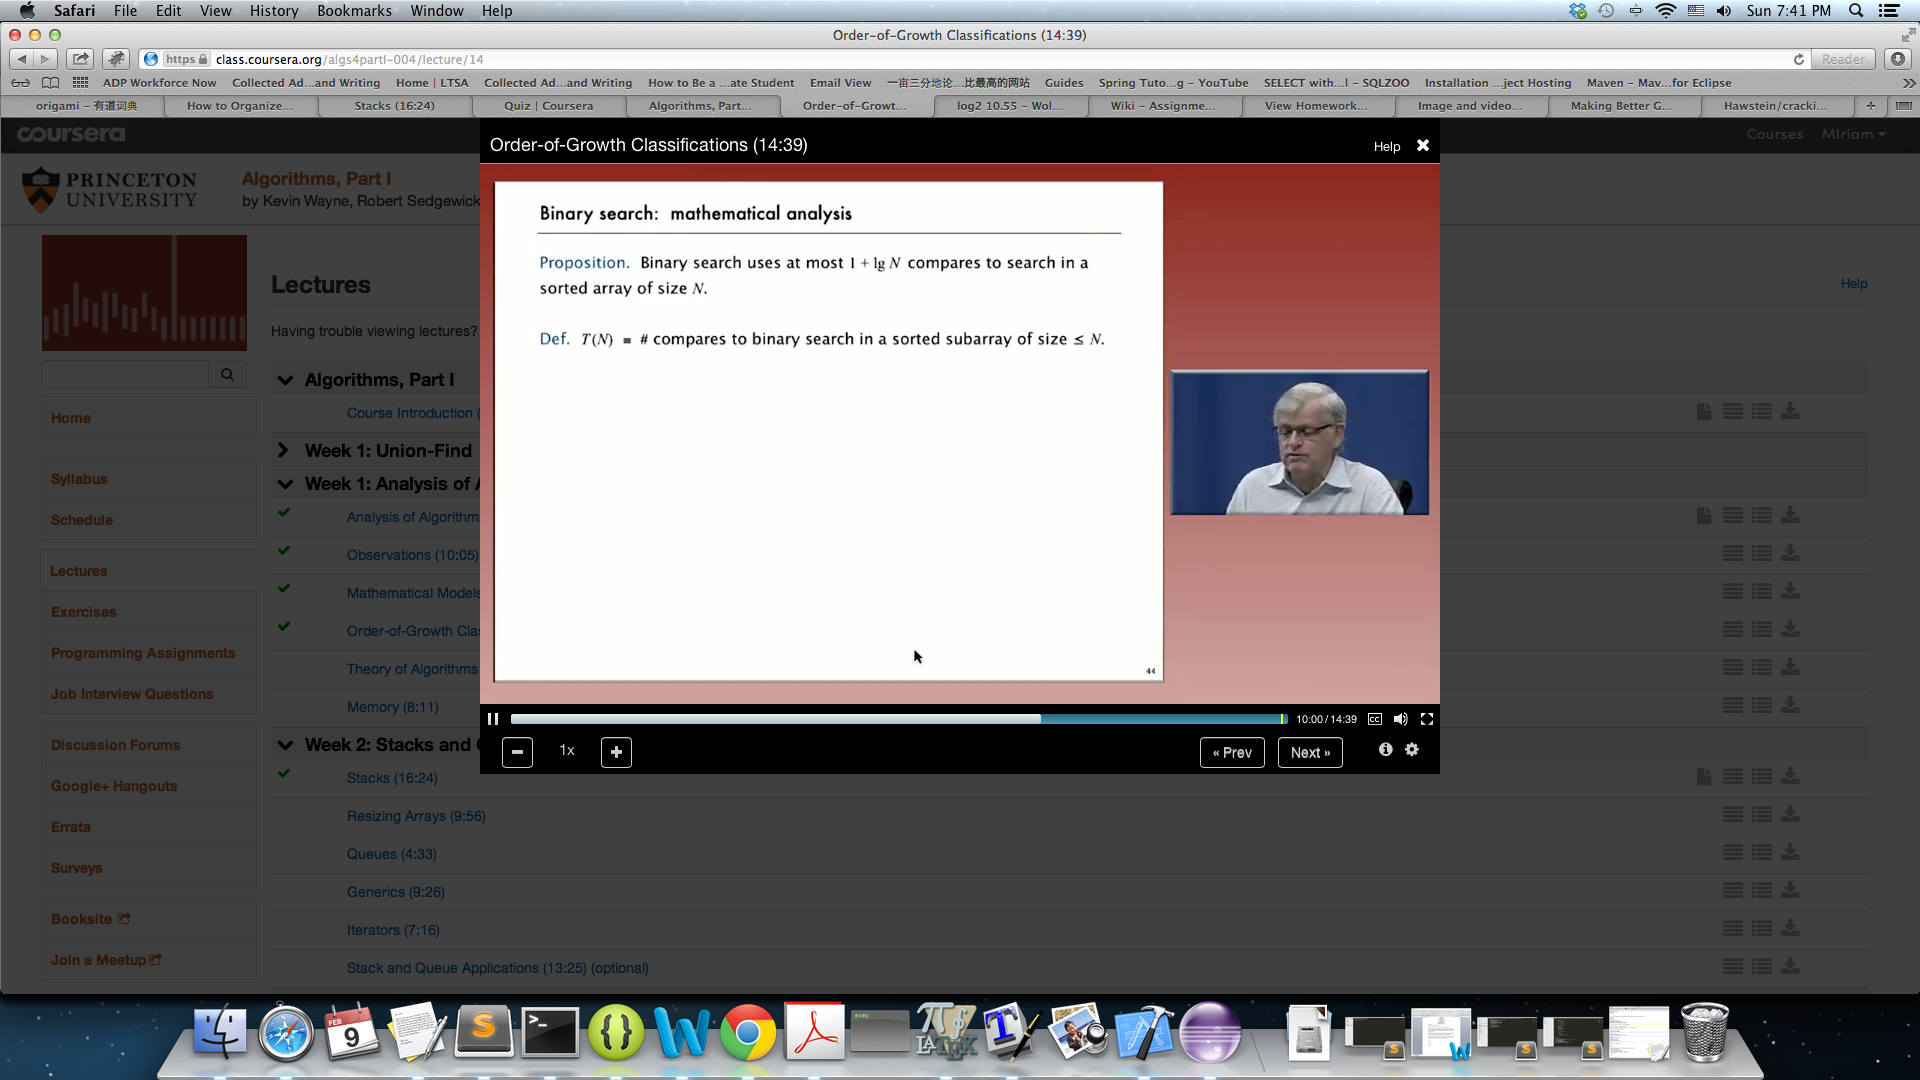 Safari File Edit View History Bookmarks Window Help Sun 7:41 PM
Order-of-Growth Classifications (14:39)
https class.coursera.org/algs4partI-004/lecture/14 Reader
ADP Workforce Now Collected Ad...and Writing Home | LTSA Collected Ad...and Writing How to Be a ...ate Student Email View 一亩三分地论...比最高的网站 Guides Spring Tuto...g – YouTube SELECT with...l – SQLZOO Installation ...ject Hosting Maven – Mav...for Eclipse
origami – 有道词典 How to Organize... Stacks (16:24) Quiz | Coursera Algorithms, Part... Order-of-Growt... log2 10.55 – Wol... Wiki – Assignme... View Homework... Image and video... Making Better G... Hawstein/cracki...
coursera Courses MIriam
Order-of-Growth Classifications (14:39) Help
PRINCETON
UNIVERSITY
Algorithms, Part I
by Kevin Wayne, Robert Sedgewick
Binary search: mathematical analysis
Proposition. Binary search uses at most 1 + lg N compares to search in a
sorted array of size N.
Def. T(N) = # compares to binary search in a sorted subarray of size ≤ N.
44
10:00 / 14:39 CC
1x
« Prev Next »
Home
Syllabus
Schedule
Lectures
Exercises
Programming Assignments
Job Interview Questions
Discussion Forums
Google+ Hangouts
Errata
Surveys
Booksite
Join a Meetup
Lectures
Help
Having trouble viewing lectures?
Algorithms, Part I
Course Introduction (
Week 1: Union-Find
Week 1: Analysis of
Analysis of Algorithm
Observations (10:05)
Mathematical Models
Order-of-Growth Cla
Theory of Algorithms
Memory (8:11)
Week 2: Stacks and
Stacks (16:24)
Resizing Arrays (9:56)
Queues (4:33)
Generics (9:26)
Iterators (7:16)
Stack and Queue Applications (13:25) (optional)
FEB
9
exec
LATEX